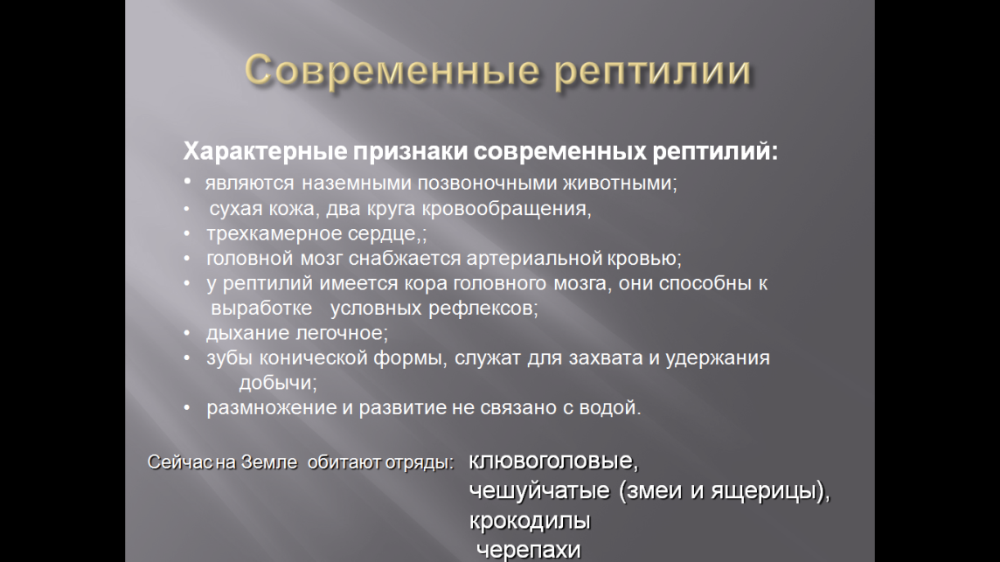 Современные рептилии
Характерные признаки современных рептилий:
• являются наземными позвоночными животными;
• сухая кожа, два круга кровообращения,
• трехкамерное сердце,;
• головной мозг снабжается артериальной кровью;
• у рептилий имеется кора головного мозга, они способны к
выработке условных рефлексов;
• дыхание легочное;
• зубы конической формы, служат для захвата и удержания
добычи;
• размножение и развитие не связано с водой.
Сейчас на Земле обитают отряды: клювоголовые,
чешуйчатые (змеи и ящерицы),
крокодилы
черепахи